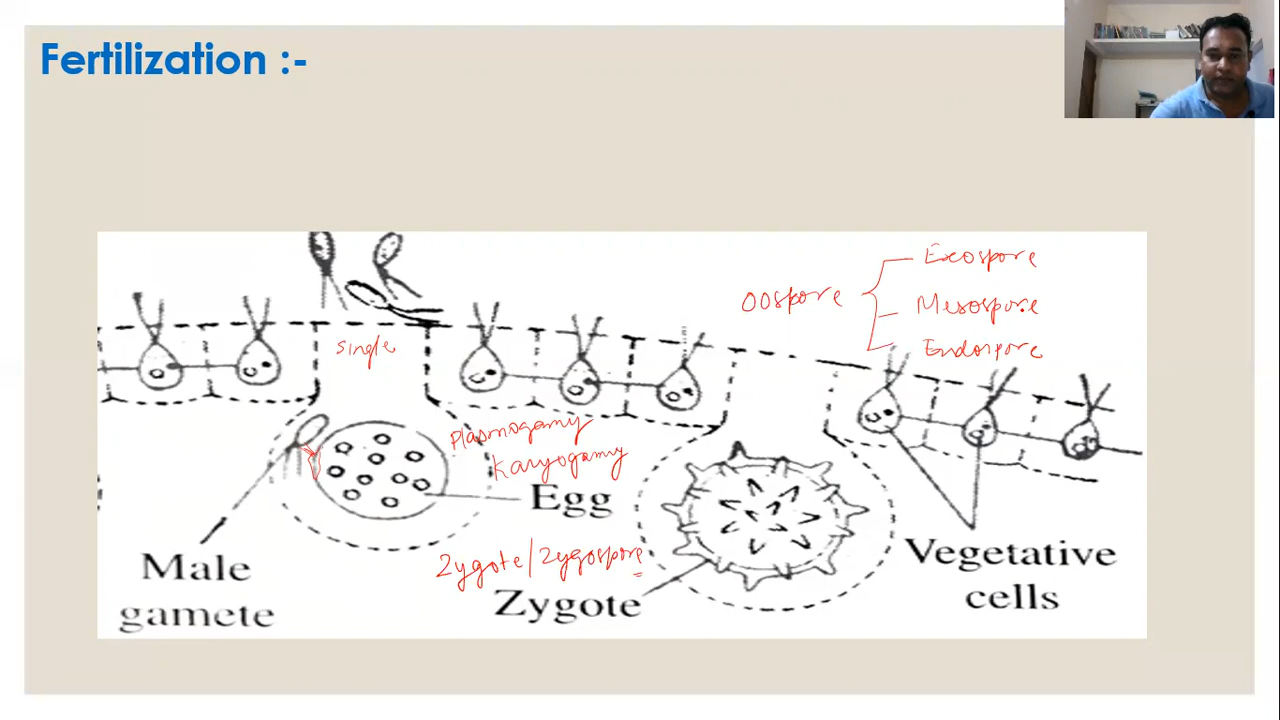 Fertilization :-
Exospore
Oospore
Mesospore
single
Endospore
plasmogamy
Karyogamy
Egg
Zygote/Zygospore
Male
gamete
Zygote
Vegetative
cells